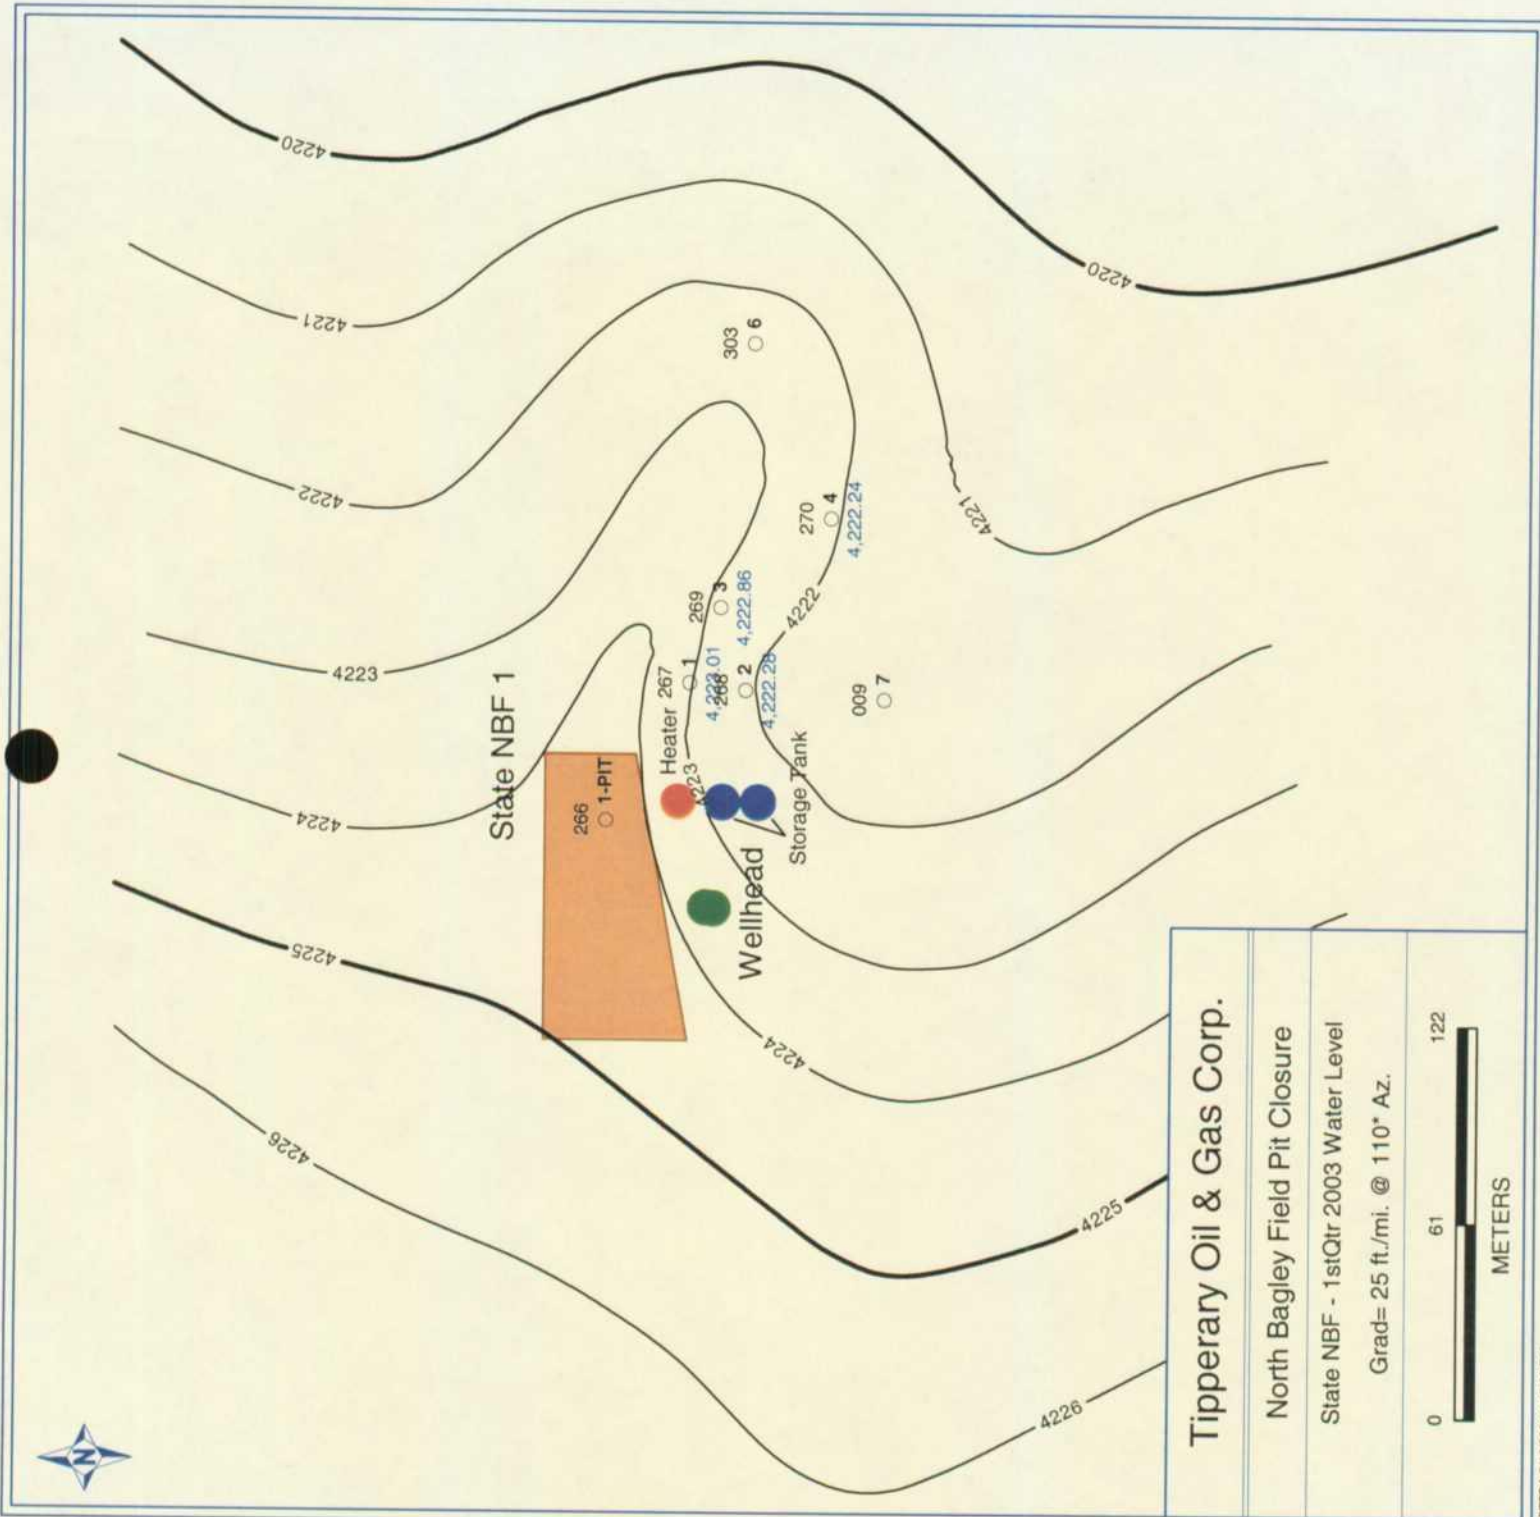 N
4226
4225
4224
4223
4222
4221
4220
State NBF 1
266
1-PIT
Heater
267
1
4,223.01
268
2
4,222.28
269
3
4,222.86
270
4
4,222.24
303
6
600
7
4223
4222
4221
4220
Wellhead
Storage Tank
4224
4225
4226
Tipperary Oil & Gas Corp.
North Bagley Field Pit Closure
State NBF - 1stQtr 2003 Water Level
Grad= 25 ft./mi. @ 110° Az.
0 61 122
METERS